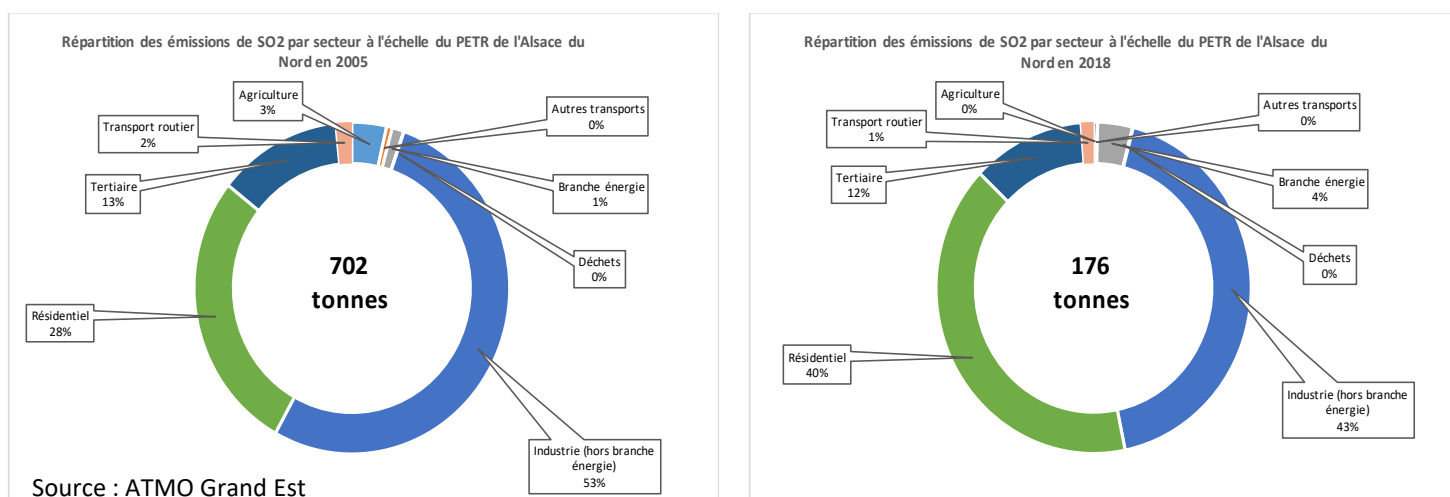 Répartition des émissions de SO2 par secteur à l'échelle du PETR de l'Alsace du
Nord en 2005
Agriculture
3%
Autres transports
0%
Transport routier
2%
Tertiaire
13%
Branche énergie
1%
Déchets
0%
702
tonnes
Résidentiel
28%
Industrie (hors branche
énergie)
53%
Source : ATMO Grand Est
Répartition des émissions de SO2 par secteur à l'échelle du PETR de l'Alsace du
Nord en 2018
Agriculture
0%
Autres transports
0%
Transport routier
1%
Tertiaire
12%
Branche énergie
4%
Déchets
0%
176
tonnes
Résidentiel
40%
Industrie (hors branche
énergie)
43%